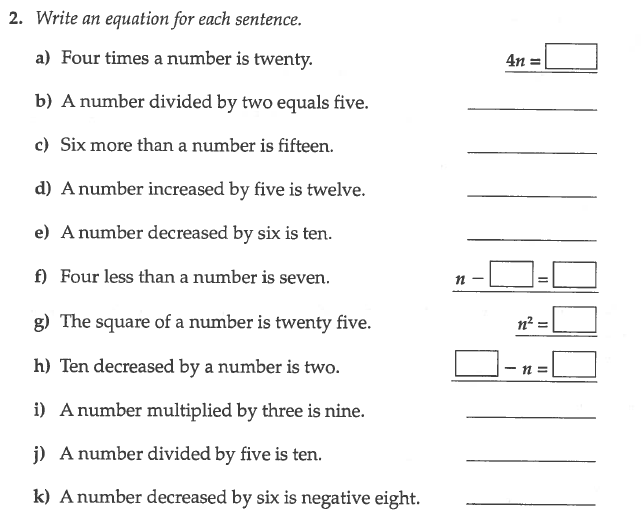 2. Write an equation for each sentence.
a) Four times a number is twenty. 4n =
b) A number divided by two equals five.
c) Six more than a number is fifteen.
d) A number increased by five is twelve.
e) A number decreased by six is ten.
f) Four less than a number is seven. n − =
g) The square of a number is twenty five. n² =
h) Ten decreased by a number is two. − n =
i) A number multiplied by three is nine.
j) A number divided by five is ten.
k) A number decreased by six is negative eight.